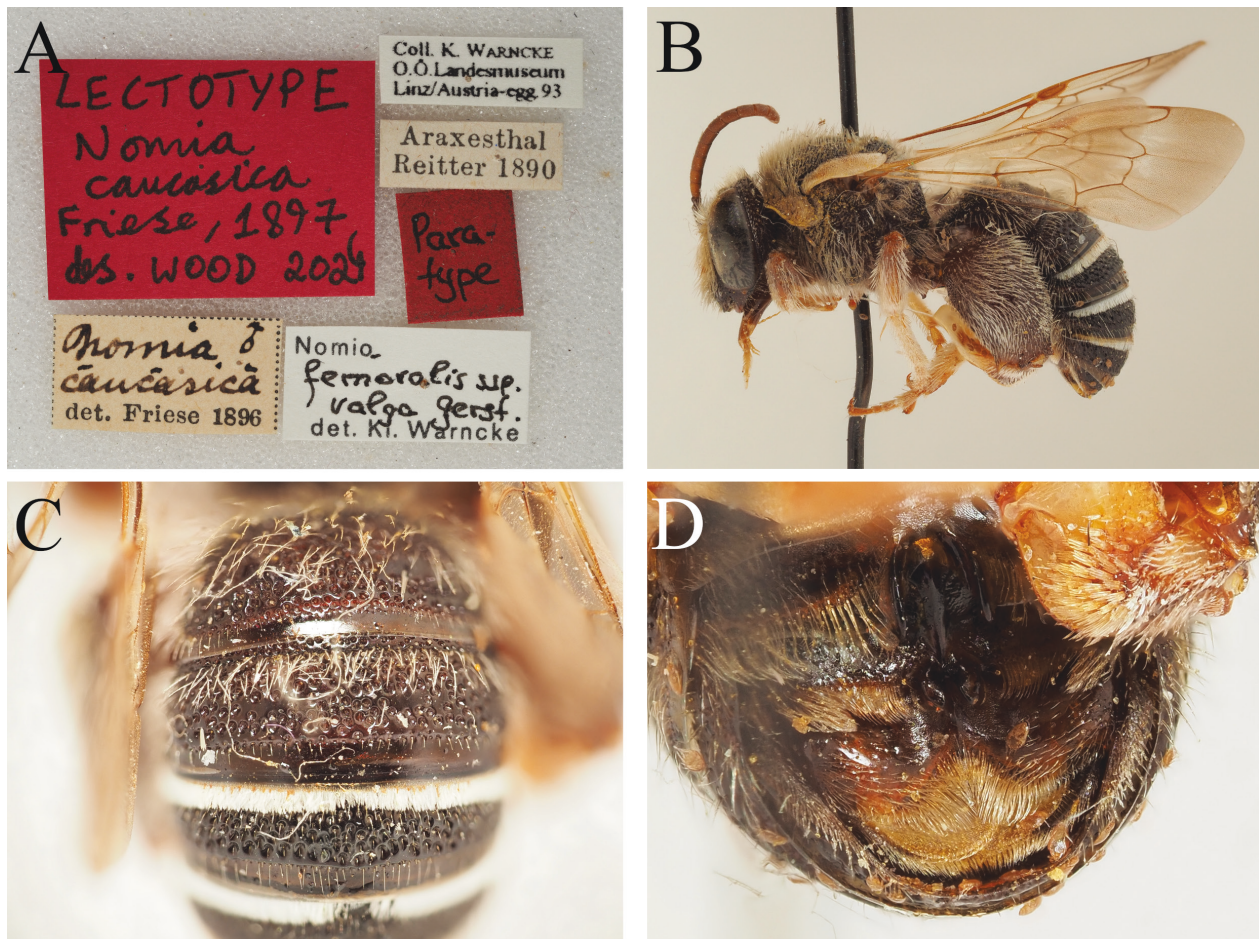 A
LECTOTYPE
Nomia
caucasica
Friese, 1897
des. WOOD 2024
Coll. K. WARNCKE
O.Ö.Landesmuseum
Linz/Austria-egg.93
Araxesthal
Reitter 1890
Para-
type
Nomia ♂
caucasica
det. Friese 1896
Nomia
femoralis ssp.
valga Gerst.
det. Kl. Warncke
B
C
D